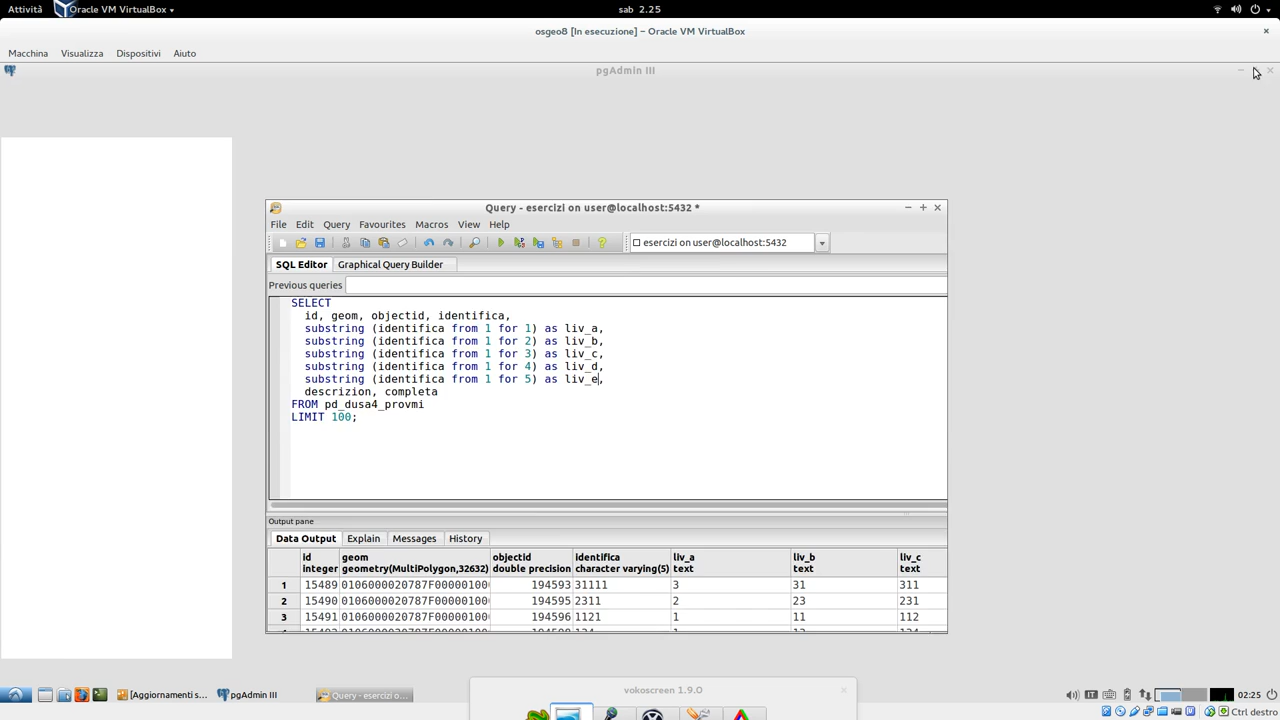 Attività Oracle VM VirtualBox sab 2.25
osgeo8 [In esecuzione] – Oracle VM VirtualBox
Macchina Visualizza Dispositivi Aiuto
pgAdmin III
Query - esercizi on user@localhost:5432 *
File Edit Query Favourites Macros View Help
esercizi on user@localhost:5432
SQL Editor Graphical Query Builder
Previous queries
SELECT
id, geom, objectid, identifica,
substring (identifica from 1 for 1) as liv_a,
substring (identifica from 1 for 2) as liv_b,
substring (identifica from 1 for 3) as liv_c,
substring (identifica from 1 for 4) as liv_d,
substring (identifica from 1 for 5) as liv_e,
descrizion, completa
FROM pd_dusa4_provmi
LIMIT 100;
Output pane
Data Output Explain Messages History
id geom objectid identifica liv_a liv_b liv_c
integer geometry(MultiPolygon,32632) double precision character varying(5) text text text
1 15489 0106000020787F00000100 194593 31111 3 31 311
2 15490 0106000020787F00000100 194595 2311 2 23 231
3 15491 0106000020787F00000100 194596 1121 1 11 112
[Aggiornamenti s... pgAdmin III Query - esercizi o... IT 02:25
vokoscreen 1.9.0
Ctrl destro